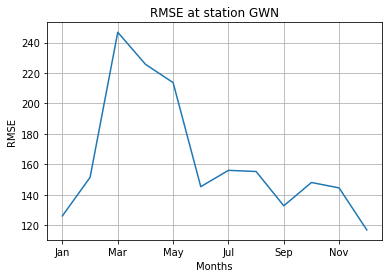 RMSE at station GWN
240
220
200
180
160
140
120
RMSE
Jan
Mar
May
Jul
Sep
Nov
Months